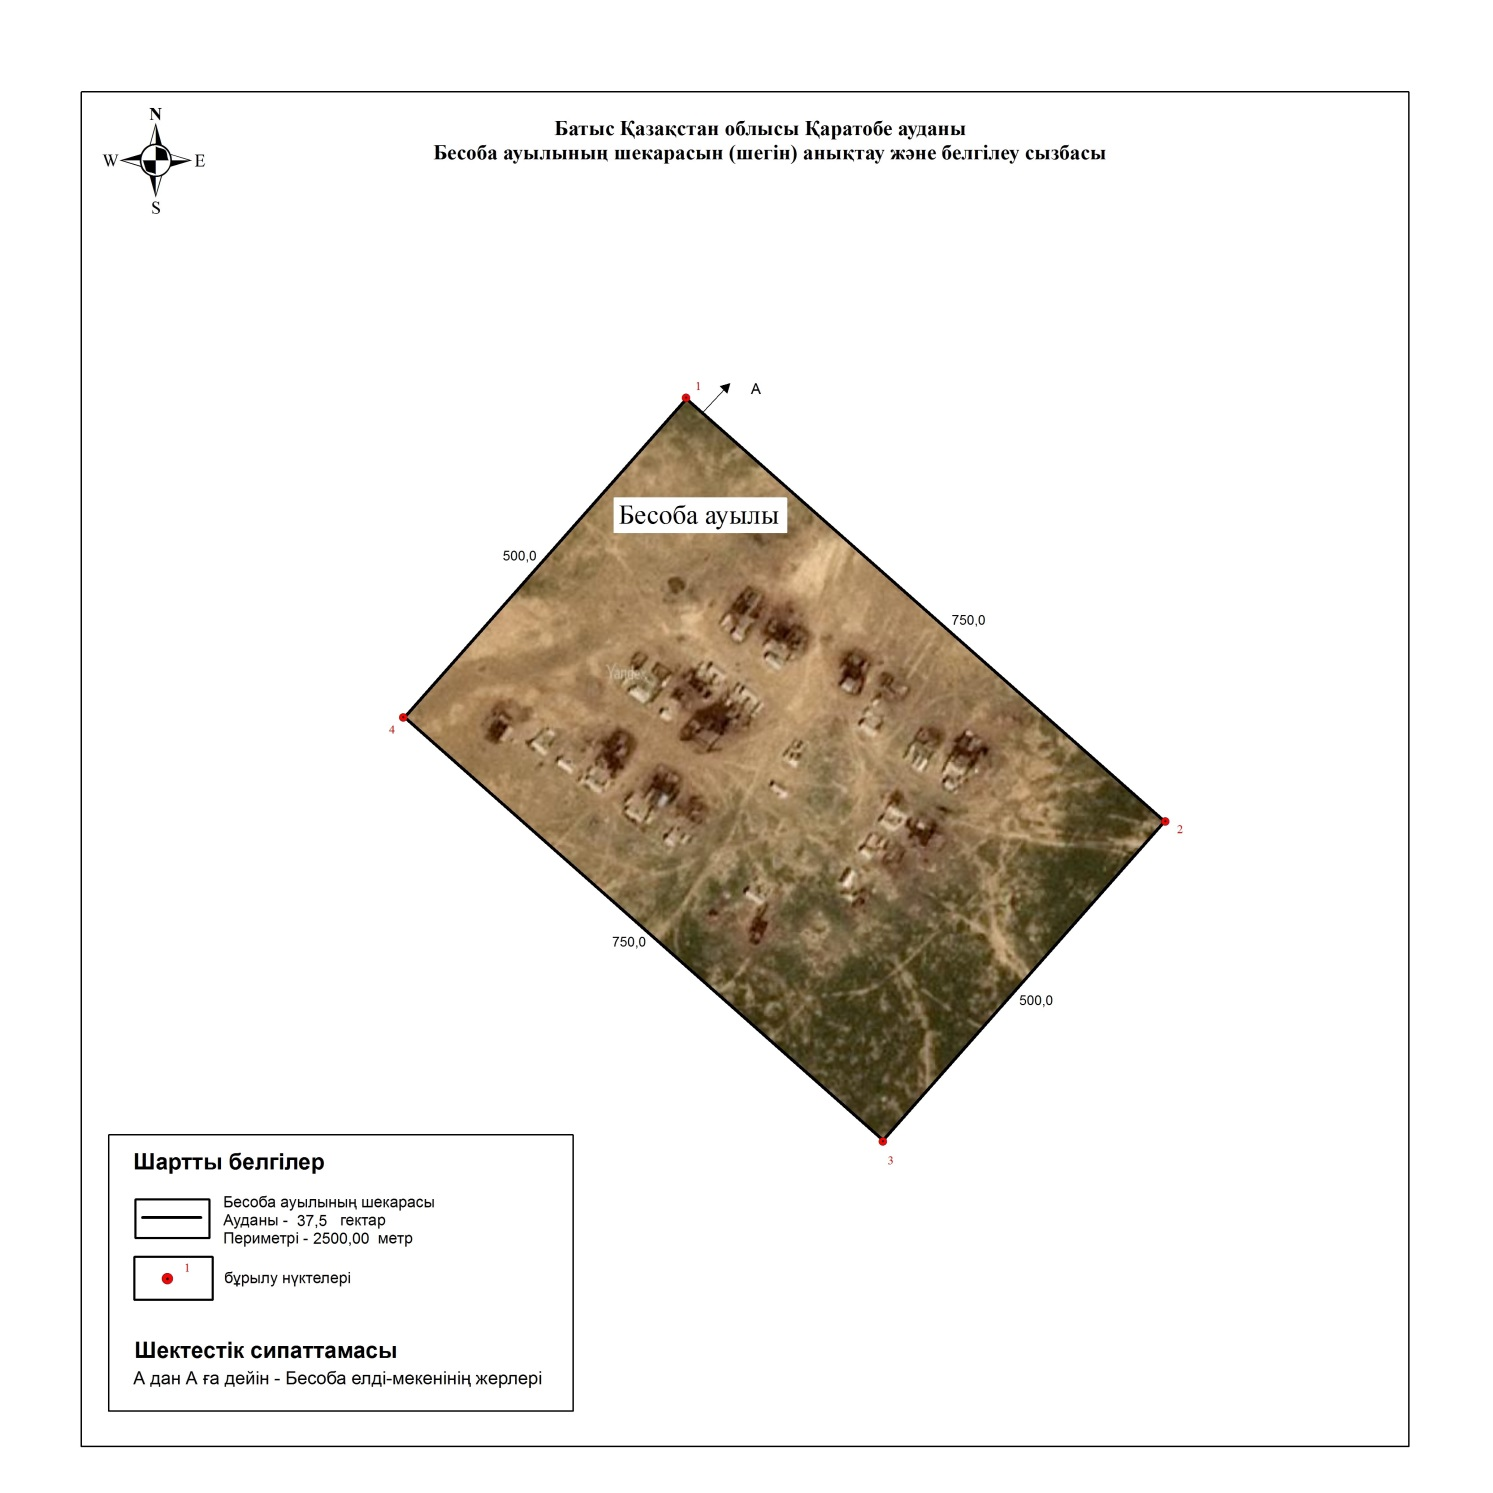 N
W E
S
Батыс Қазақстан облысы Қаратобе ауданы
Бесоба ауылының шекарасын (шегін) анықтау және белгілеу сызбасы
1
А
Бесоба ауылы
500,0
750,0
Yandex
4
2
750,0
500,0
3
Шартты белгілер
Бесоба ауылының шекарасы
Ауданы - 37,5 гектар
Периметрі - 2500,00 метр
1
бұрылу нүктелері
Шектестік сипаттамасы
А дан А ға дейін - Бесоба елді-мекенінің жерлері